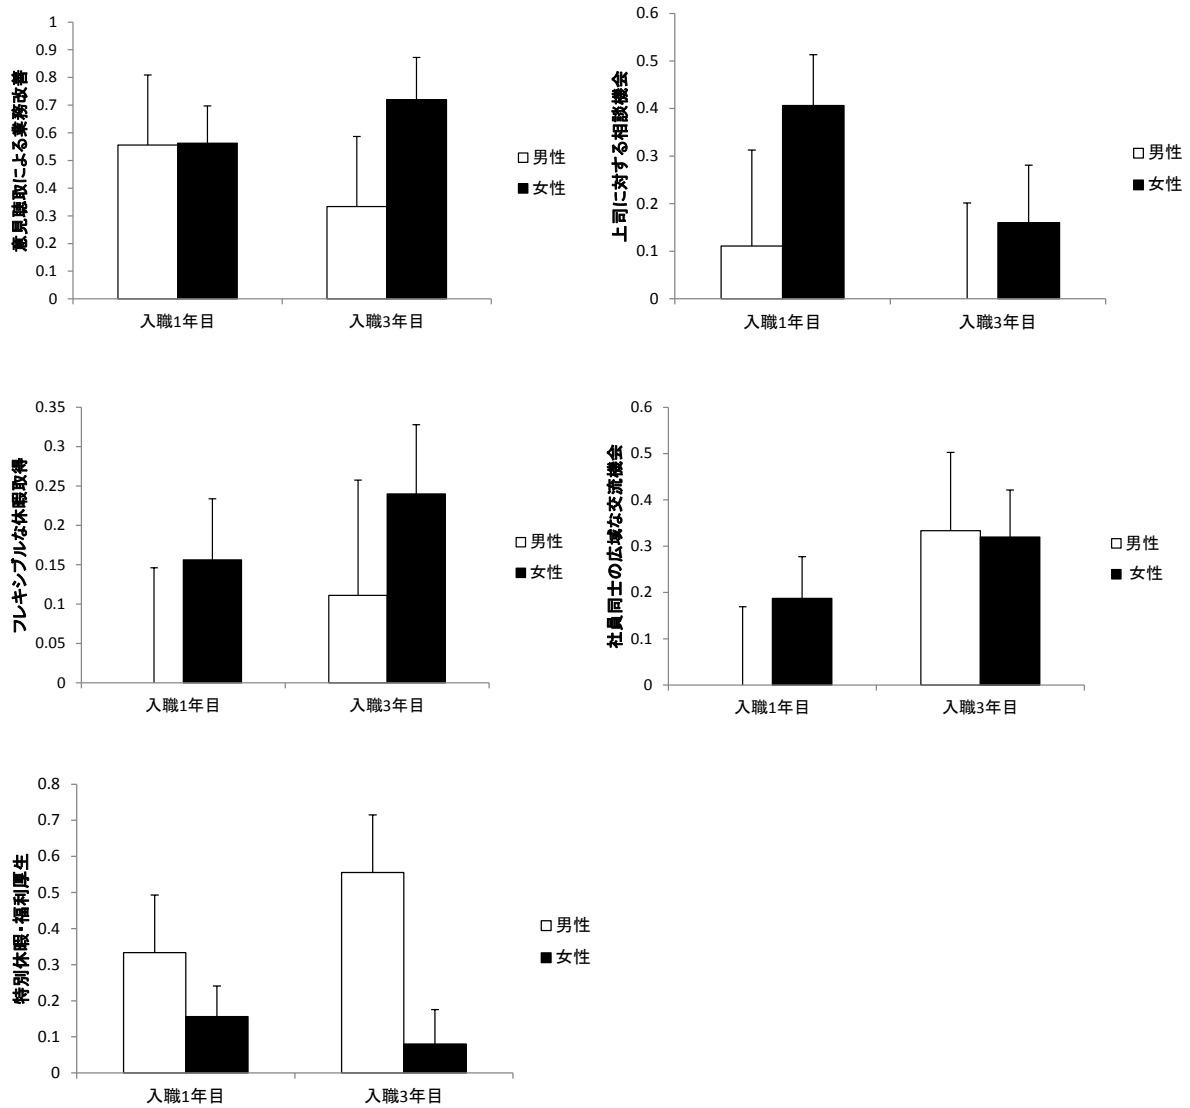 意見聴取による業務改善
1
0.9
0.8
0.7
0.6
0.5
0.4
0.3
0.2
0.1
0
入職1年目
入職3年目
男性
女性
上司に対する相談機会
0.6
0.5
0.4
0.3
0.2
0.1
0
入職1年目
入職3年目
男性
女性
フレキシブルな休暇取得
0.35
0.3
0.25
0.2
0.15
0.1
0.05
0
入職1年目
入職3年目
男性
女性
社員同士の広域な交流機会
0.6
0.5
0.4
0.3
0.2
0.1
0
入職1年目
入職3年目
男性
女性
特別休暇・福利厚生
0.8
0.7
0.6
0.5
0.4
0.3
0.2
0.1
0
入職1年目
入職3年目
男性
女性